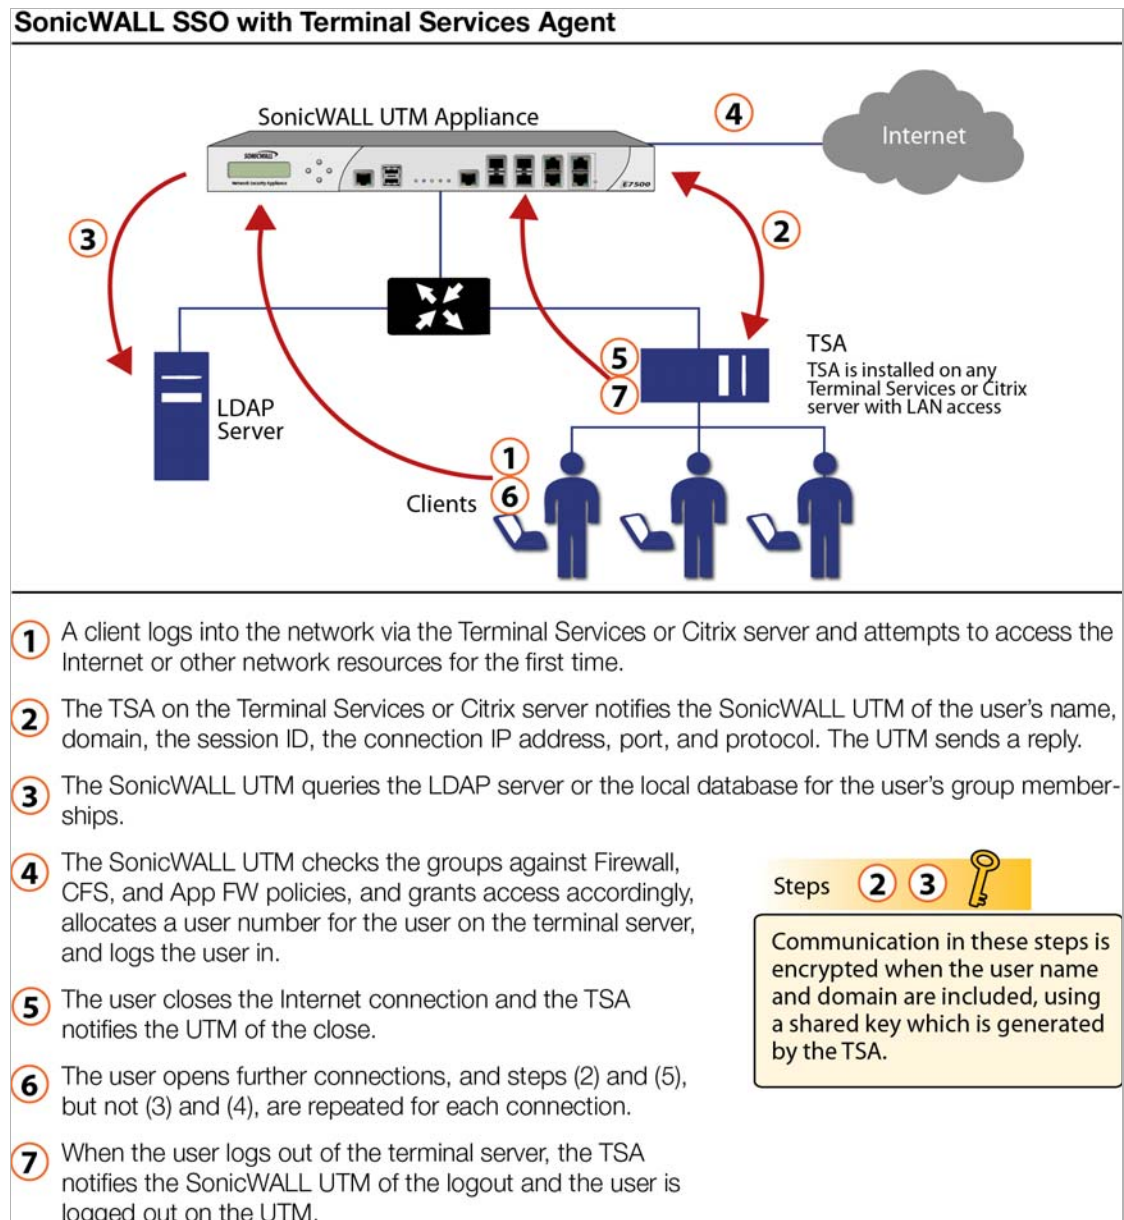 SonicWALL SSO with Terminal Services Agent
SonicWALL UTM Appliance
4
Internet
SONICWALL
Network Security Appliance
E7500
3
2
5
7
TSA
TSA is installed on any
Terminal Services or Citrix
server with LAN access
LDAP
Server
1
Clients
6
1 A client logs into the network via the Terminal Services or Citrix server and attempts to access the
Internet or other network resources for the first time.
2 The TSA on the Terminal Services or Citrix server notifies the SonicWALL UTM of the user’s name,
domain, the session ID, the connection IP address, port, and protocol. The UTM sends a reply.
3 The SonicWALL UTM queries the LDAP server or the local database for the user’s group member-
ships.
4 The SonicWALL UTM checks the groups against Firewall,
CFS, and App FW policies, and grants access accordingly,
allocates a user number for the user on the terminal server,
and logs the user in.
5 The user closes the Internet connection and the TSA
notifies the UTM of the close.
6 The user opens further connections, and steps (2) and (5),
but not (3) and (4), are repeated for each connection.
7 When the user logs out of the terminal server, the TSA
notifies the SonicWALL UTM of the logout and the user is
logged out on the UTM.
Steps 2 3
Communication in these steps is
encrypted when the user name
and domain are included, using
a shared key which is generated
by the TSA.